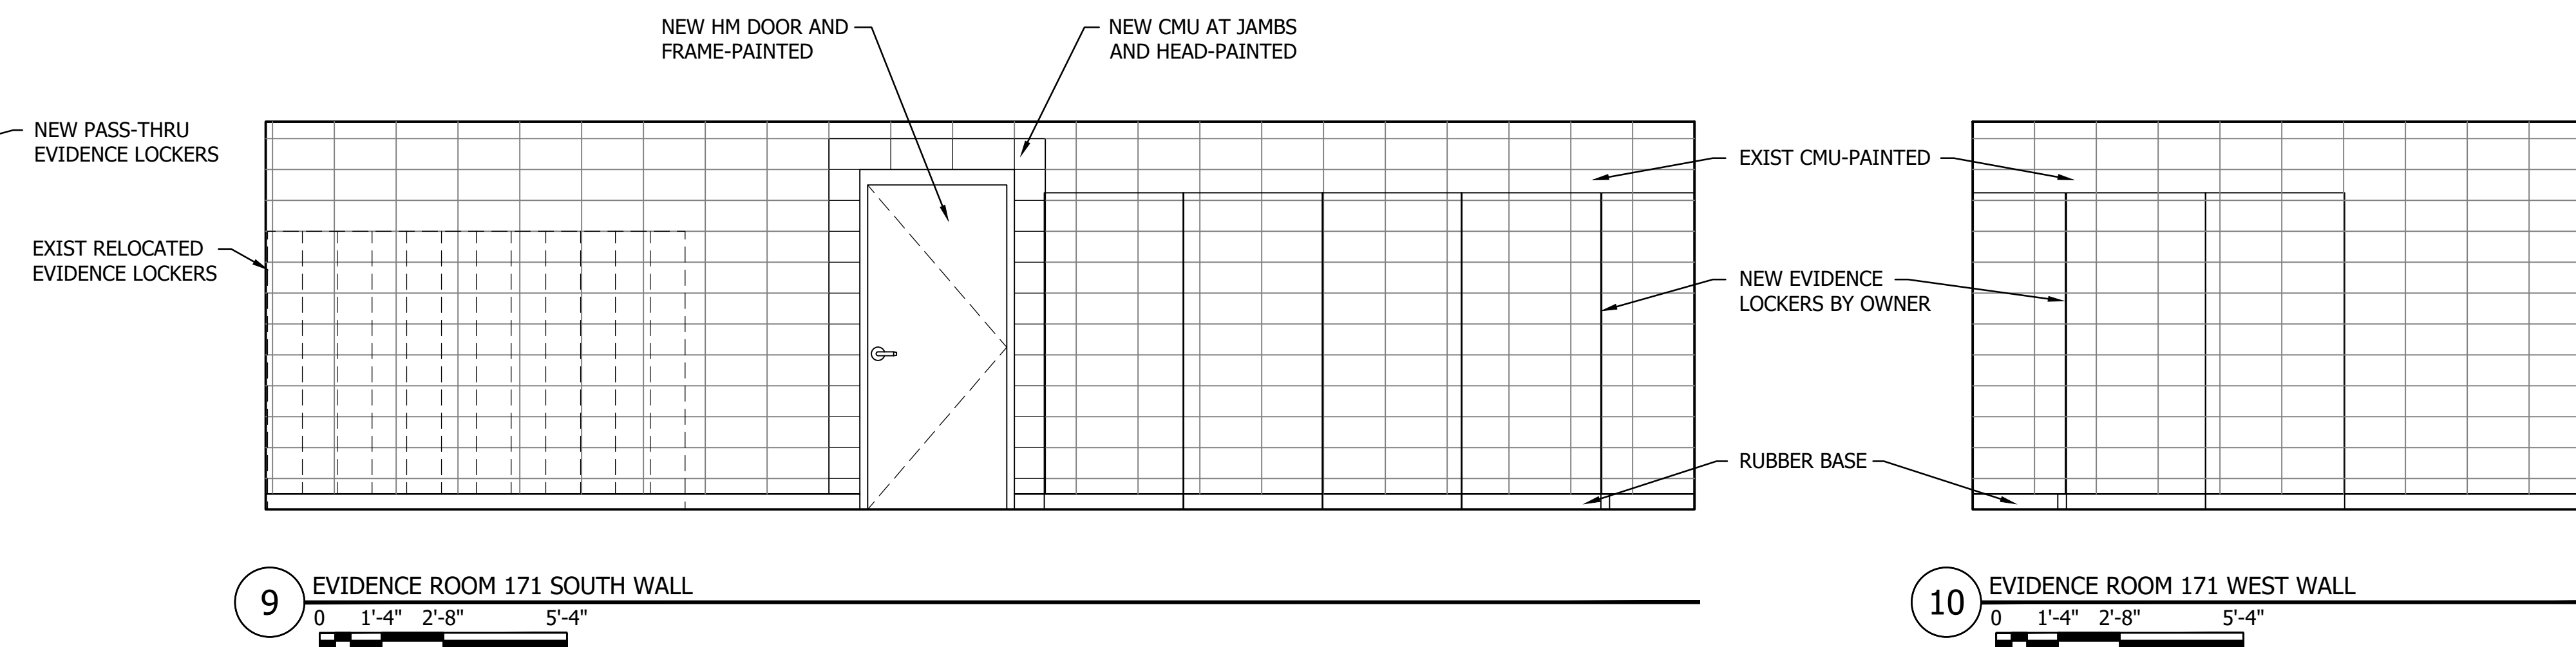 NEW HM DOOR AND
FRAME-PAINTED
NEW CMU AT JAMBS
AND HEAD-PAINTED
NEW PASS-THRU
EVIDENCE LOCKERS
EXIST CMU-PAINTED
EXIST RELOCATED
EVIDENCE LOCKERS
NEW EVIDENCE
LOCKERS BY OWNER
RUBBER BASE
9
EVIDENCE ROOM 171 SOUTH WALL
0 1'-4" 2'-8" 5'-4"
10
EVIDENCE ROOM 171 WEST WALL
0 1'-4" 2'-8" 5'-4"